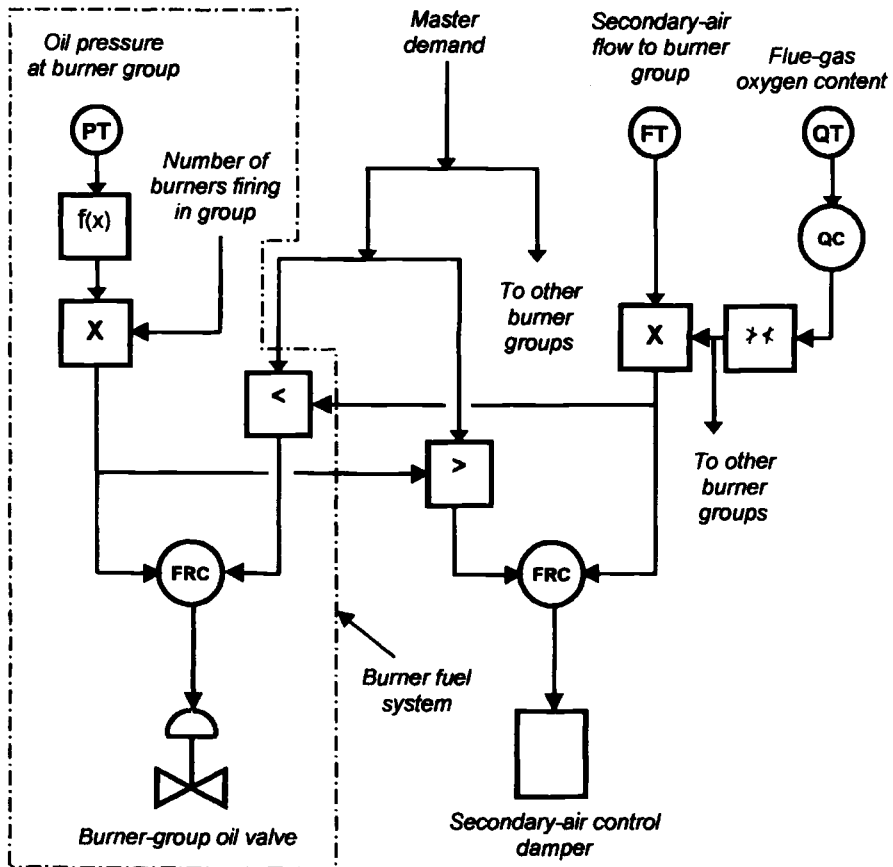 Oil pressure
at burner group
PT
Number of
burners firing
in group
f(x)
X
Master
demand
To other
burner
groups
Secondary-air
flow to burner
group
FT
Flue-gas
oxygen content
QT
QC
X
To other
burner
groups
<
>
FRC
FRC
Burner fuel
system
Burner-group oil valve
Secondary-air control
damper